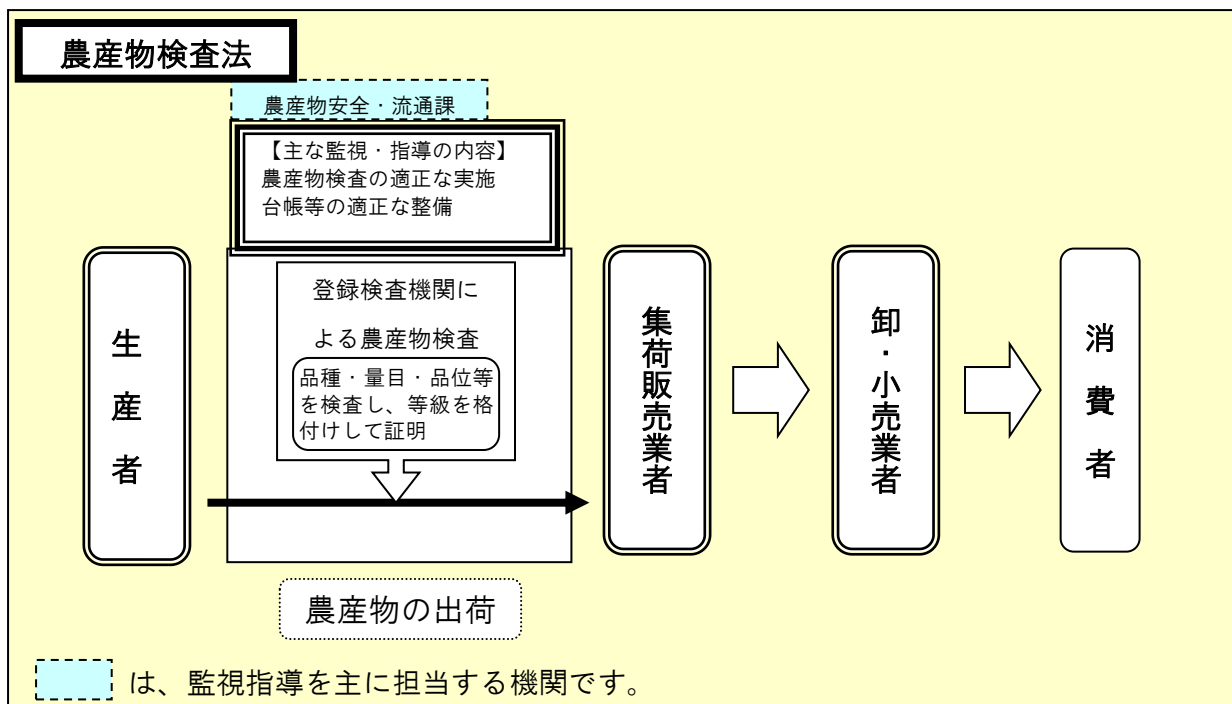 農産物検査法
農産物安全・流通課
【主な監視・指導の内容】
農産物検査の適正な実施
台帳等の適正な整備
生産者
登録検査機関に
よる農産物検査
品種・量目・品位等
を検査し、等級を格
付けして証明
集荷販売業者
卸・小売業者
消費者
農産物の出荷
は、監視指導を主に担当する機関です。